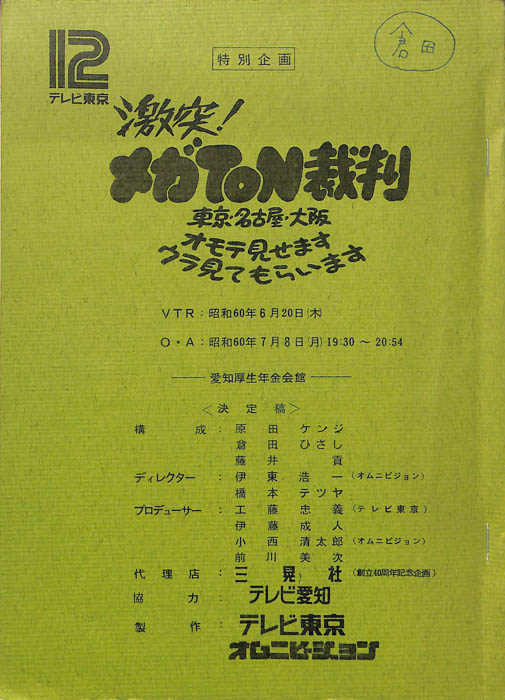 12
テレビ東京
倉田
特別企画
激突!
メガTON裁判
東京・名古屋・大阪
オモテ見せます
ウラ見てもらいます
VTR:昭和60年6月20日(木)
O・A:昭和60年7月8日(月)19:30〜20:54
愛知厚生年金会館
〈決定稿〉
構成:原田ケンジ
倉田ひさし
藤井貢
ディレクター:伊東浩一(オムニビジョン)
橋本テツヤ
プロデューサー:工藤忠義(テレビ東京)
伊藤成人
小西清太郎(オムニビジョン)
前川美次
代理店:三晃社(創立40周年記念企画)
協力:テレビ愛知
製作:テレビ東京
オムニビジョン